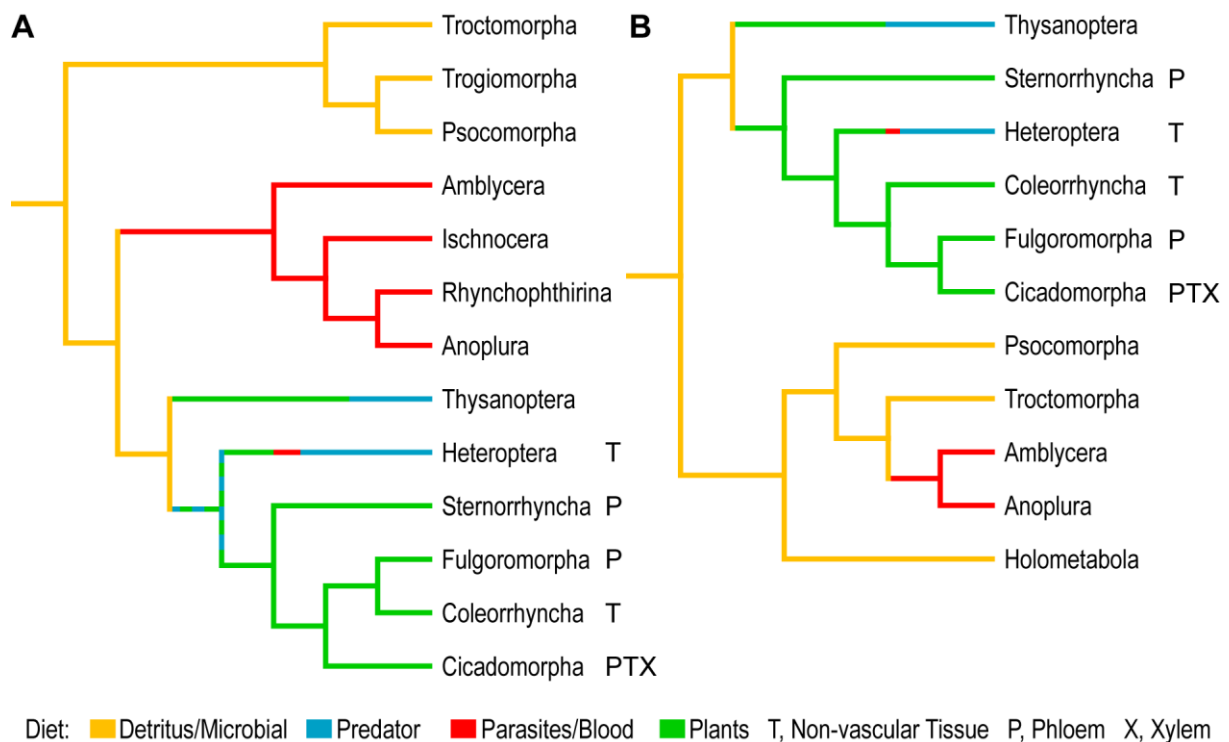 A
Troctomorpha
Trogiomorpha
Psocomorpha
Amblycera
Ischnocera
Rhynchophthirina
Anoplura
Thysanoptera
Heteroptera T
Sternorrhyncha P
Fulgoromorpha P
Coleorrhyncha T
Cicadomorpha PTX
B
Thysanoptera
Sternorrhyncha P
Heteroptera T
Coleorrhyncha T
Fulgoromorpha P
Cicadomorpha PTX
Psocomorpha
Troctomorpha
Amblycera
Anoplura
Holometabola
Diet: Detritus/Microbial Predator Parasites/Blood Plants T, Non-vascular Tissue P, Phloem X, Xylem